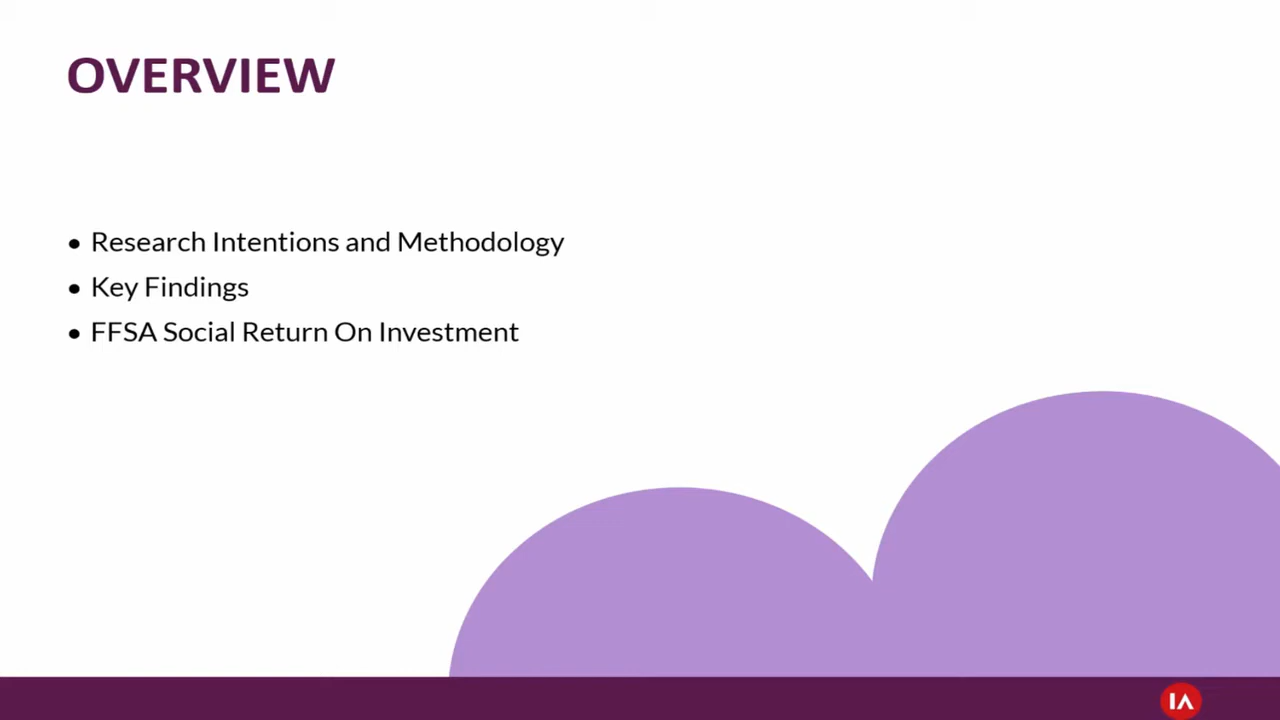 OVERVIEW
• Research Intentions and Methodology
• Key Findings
• FFSA Social Return On Investment
IA